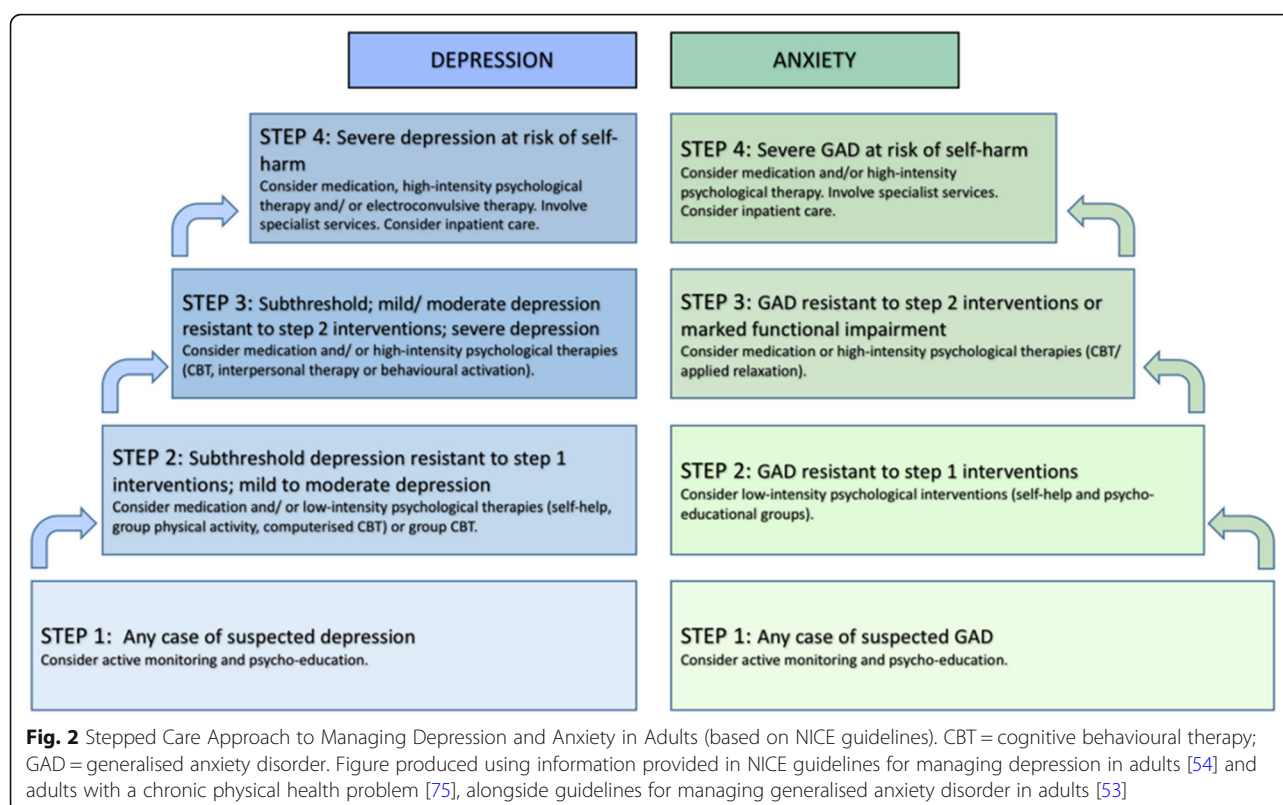 DEPRESSION
ANXIETY
STEP 4: Severe depression at risk of self-
harm
Consider medication, high-intensity psychological
therapy and/ or electroconvulsive therapy. Involve
specialist services. Consider inpatient care.
STEP 4: Severe GAD at risk of self-harm
Consider medication and/or high-intensity
psychological therapy. Involve specialist services.
Consider inpatient care.
STEP 3: Subthreshold; mild/ moderate depression
resistant to step 2 interventions; severe depression
Consider medication and/ or high-intensity psychological therapies
(CBT, interpersonal therapy or behavioural activation).
STEP 3: GAD resistant to step 2 interventions or
marked functional impairment
Consider medication or high-intensity psychological therapies (CBT/
applied relaxation).
STEP 2: Subthreshold depression resistant to step 1
interventions; mild to moderate depression
Consider medication and/ or low-intensity psychological therapies (self-help,
group physical activity, computerised CBT) or group CBT.
STEP 2: GAD resistant to step 1 interventions
Consider low-intensity psychological interventions (self-help and psycho-
educational groups).
STEP 1: Any case of suspected depression
Consider active monitoring and psycho-education.
STEP 1: Any case of suspected GAD
Consider active monitoring and psycho-education.
Fig. 2 Stepped Care Approach to Managing Depression and Anxiety in Adults (based on NICE guidelines). CBT = cognitive behavioural therapy;
GAD = generalised anxiety disorder. Figure produced using information provided in NICE guidelines for managing depression in adults [54] and
adults with a chronic physical health problem [75], alongside guidelines for managing generalised anxiety disorder in adults [53]